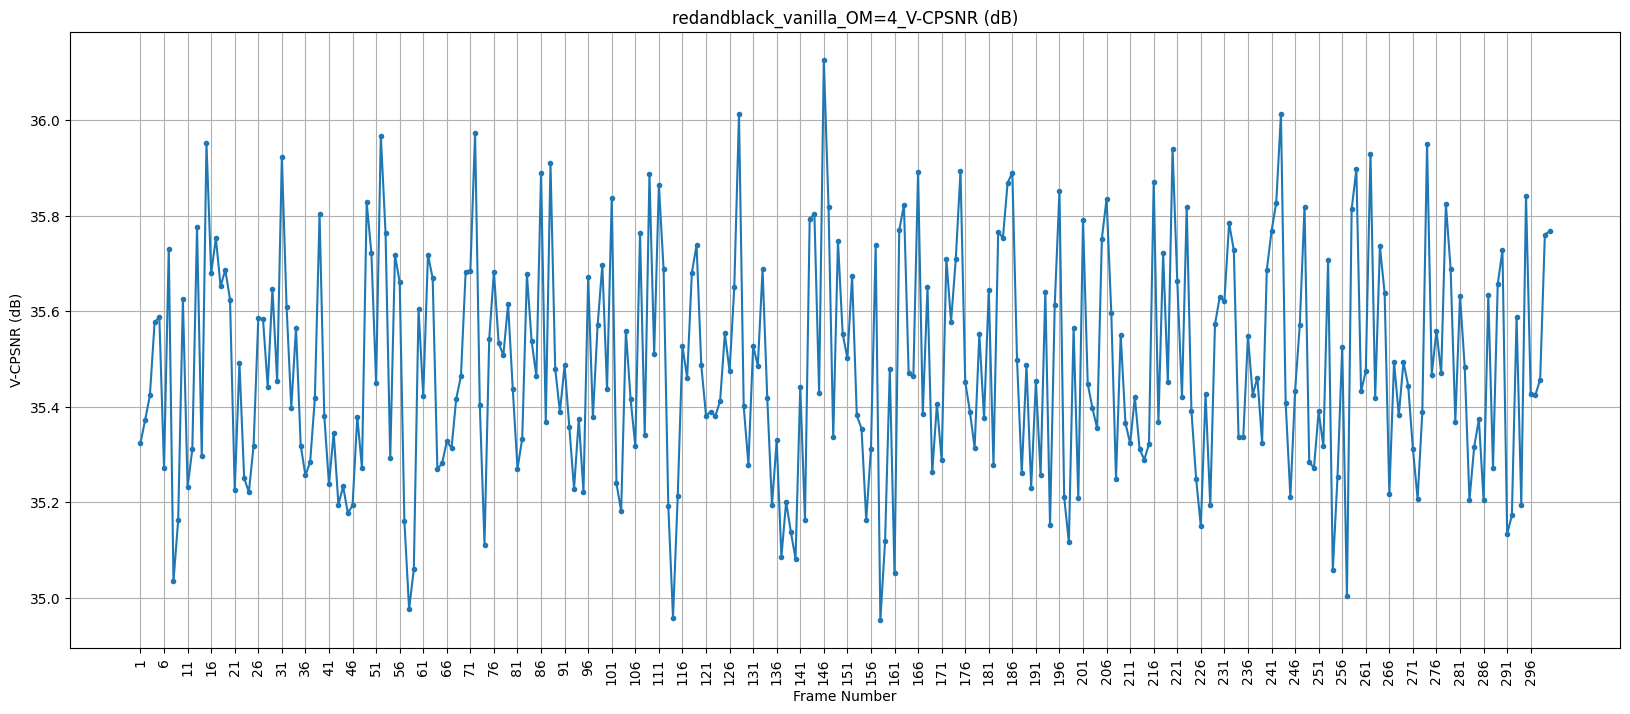 redandblack_vanilla_OM=4_V-CPSNR (dB)
V-CPSNR (dB)
36.0
35.8
35.6
35.4
35.2
35.0
1 6 11 16 21 26 31 36 41 46 51 56 61 66 71 76 81 86 91 96 101 106 111 116 121 126 131 136 141 146 151 156 161 166 171 176 181 186 191 196 201 206 211 216 221 226 231 236 241 246 251 256 261 266 271 276 281 286 291 296
Frame Number